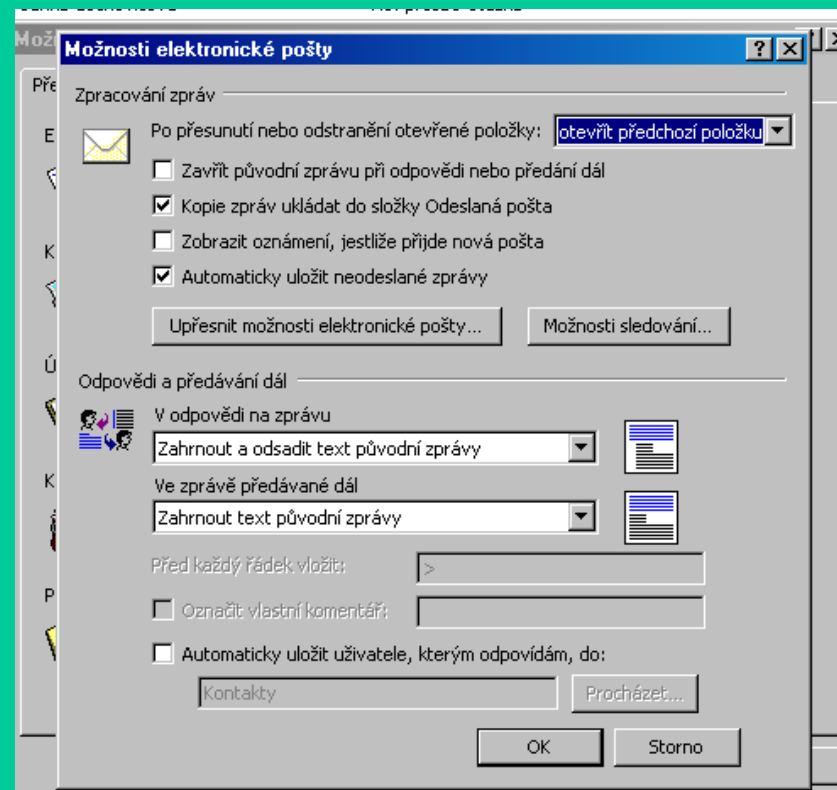 Možnosti elektronické pošty
Zpracování zpráv
Po přesunutí nebo odstranění otevřené položky: otevřít předchozí položku
Zavřít původní zprávu při odpovědi nebo předání dál
Kopie zpráv ukládat do složky Odeslaná pošta
Zobrazit oznámení, jestliže přijde nová pošta
Automaticky uložit neodeslané zprávy
Upřesnit možnosti elektronické pošty... Možnosti sledování...
Odpovědi a předávání dál
V odpovědi na zprávu
Zahrnout a odsadit text původní zprávy
Ve zprávě předávané dál
Zahrnout text původní zprávy
Před každý řádek vložit: >
Označit vlastní komentář:
Automaticky uložit uživatele, kterým odpovídám, do:
Kontakty Procházet...
OK Storno